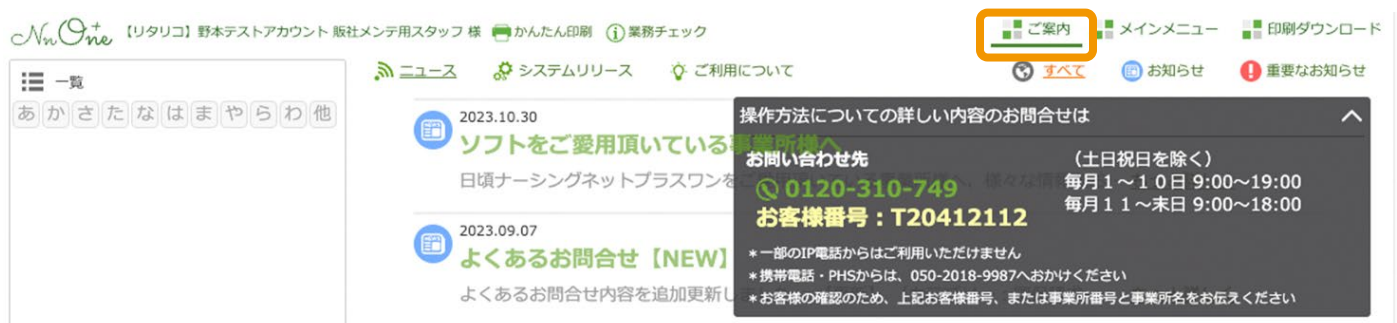 NnOne+ 【リタリコ】野本テストアカウント 販社メンテ用スタッフ 様 かんたん印刷 業務チェック ご案内 メインメニュー 印刷ダウンロード
一覧
あ か さ た な は ま や ら わ 他
ニュース システムリリース ご利用について すべて お知らせ 重要なお知らせ
2023.10.30
ソフトをご愛用頂いている事業所様へ
日頃ナーシングネットプラスワンをご
2023.09.07
よくあるお問合せ【NEW】
よくあるお問合せ内容を追加更新し
操作方法についての詳しい内容のお問合せは
お問い合わせ先
0120-310-749
お客様番号：T20412112
（土日祝日を除く）
毎月1～10日 9:00～19:00
毎月11～末日 9:00～18:00
＊一部のIP電話からはご利用いただけません
＊携帯電話・PHSからは、050-2018-9987へおかけください
＊お客様の確認のため、上記お客様番号、または事業所番号と事業所名をお伝えください